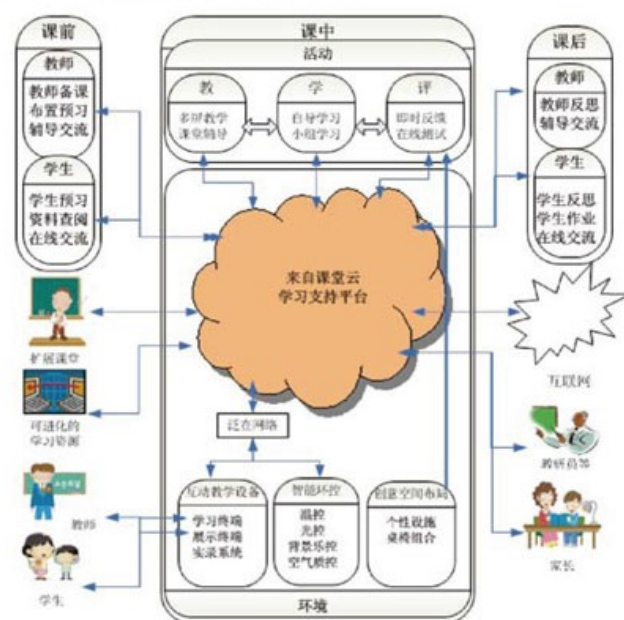 课前
教师
教师备课
布置预习
辅导交流
学生
学生预习
资料查阅
在线交流
课中
活动
教
多屏教学
课堂辅导
学
自导学习
小组学习
评
即时反馈
在线测试
课后
教师
教师反思
辅导交流
学生
学生反思
学生作业
在线交流
来自课堂云
学习支持平台
扩展课堂
可进化的
学习资源
教师
学生
互联网
教研员等
家长
泛在网络
互动教学设备
学习终端
展示终端
实录系统
智能环控
温控
光控
背景乐控
空气质控
创意空间布局
个性设施
桌椅组合
环境